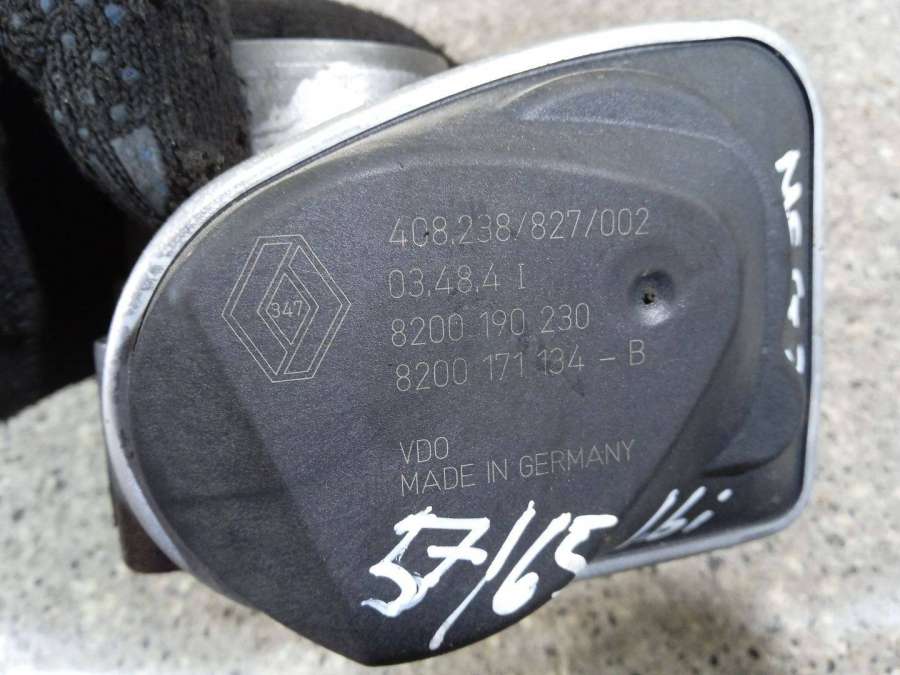 408.238/827/002
347
03.48.4 I
8200 190 230
8200 171 134 - B
VDO
MADE IN GERMANY
57/65 16i